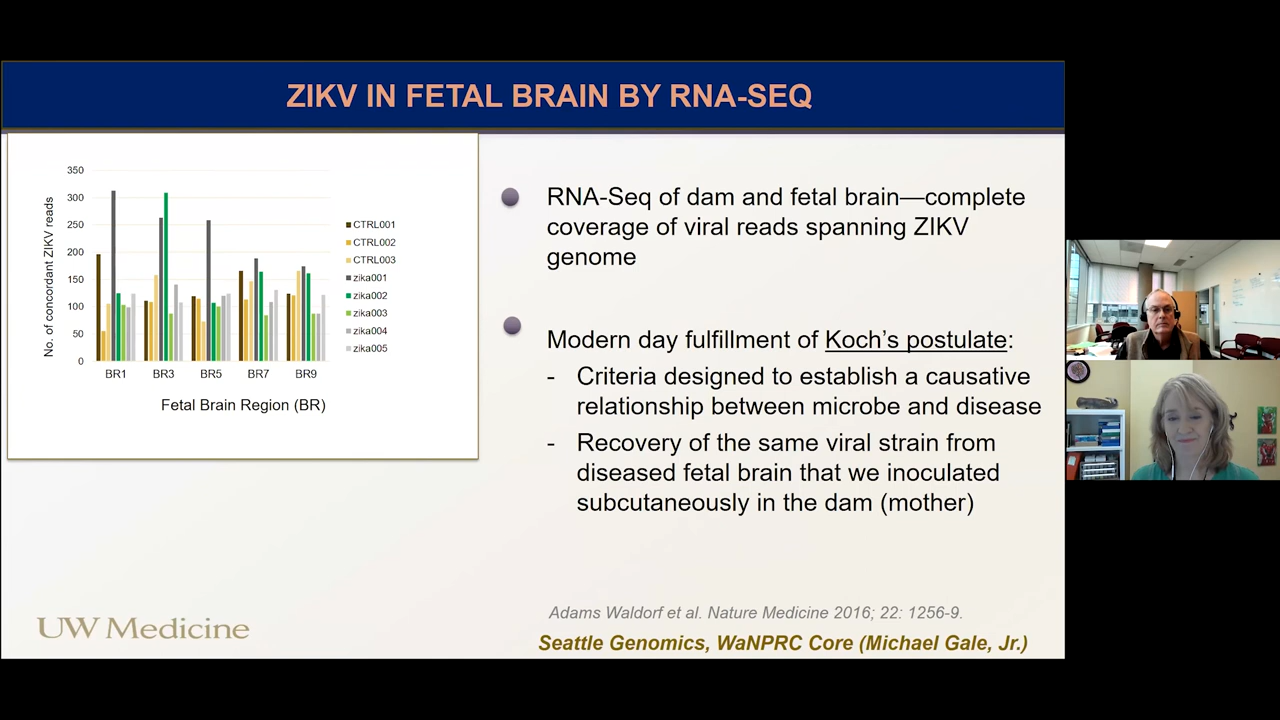 ZIKV IN FETAL BRAIN BY RNA-SEQ
350
300
250
200
150
100
50
0
No. of concordant ZIKV reads
BR1 BR3 BR5 BR7 BR9
Fetal Brain Region (BR)
CTRL001
CTRL002
CTRL003
zika001
zika002
zika003
zika004
zika005
RNA-Seq of dam and fetal brain—complete
coverage of viral reads spanning ZIKV
genome
Modern day fulfillment of Koch’s postulate:
- Criteria designed to establish a causative
relationship between microbe and disease
- Recovery of the same viral strain from
diseased fetal brain that we inoculated
subcutaneously in the dam (mother)
Adams Waldorf et al. Nature Medicine 2016; 22: 1256-9.
Seattle Genomics, WaNPRC Core (Michael Gale, Jr.)
UW Medicine